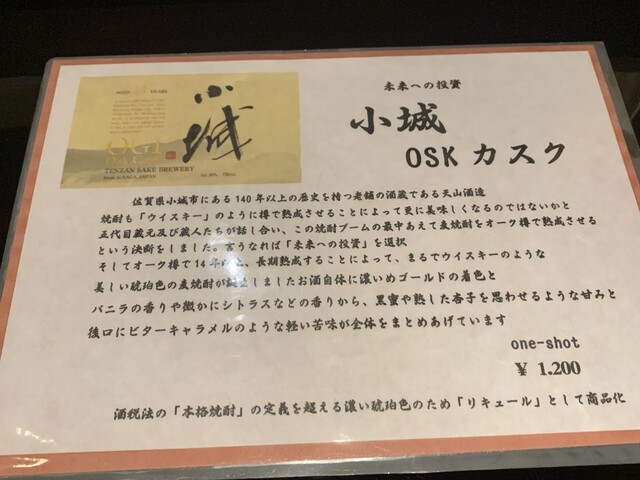 未来への投資
小城
OSK カスク
小城
AGED YEARS
OGI
TENZAN SAKE BREWERY
Made in SAGA, JAPAN
佐賀県小城市にある140年以上の歴史を持つ老舗の酒蔵である天山酒造
焼酎も「ウイスキー」のように樽で熟成させることによって更に美味しくなるのではないかと
五代目蔵元及び蔵人たちが話し合い、この焼酎ブームの最中あえて麦焼酎をオーク樽で熟成させる
という決断をしました。言うなれば「未来への投資」を選択
そしてオーク樽で14年以上、長期熟成することによって、まるでウイスキーのような
美しい琥珀色の麦焼酎が誕生しましたお酒自体に濃いめゴールドの着色と
バニラの香りや微かにシトラスなどの香りから、黒蜜や熟した杏子を思わせるような甘みと
後口にビターキャラメルのような軽い苦味が全体をまとめあげています
one-shot
¥ 1.200
酒税法の「本格焼酎」の定義を超える濃い琥珀色のため「リキュール」として商品化